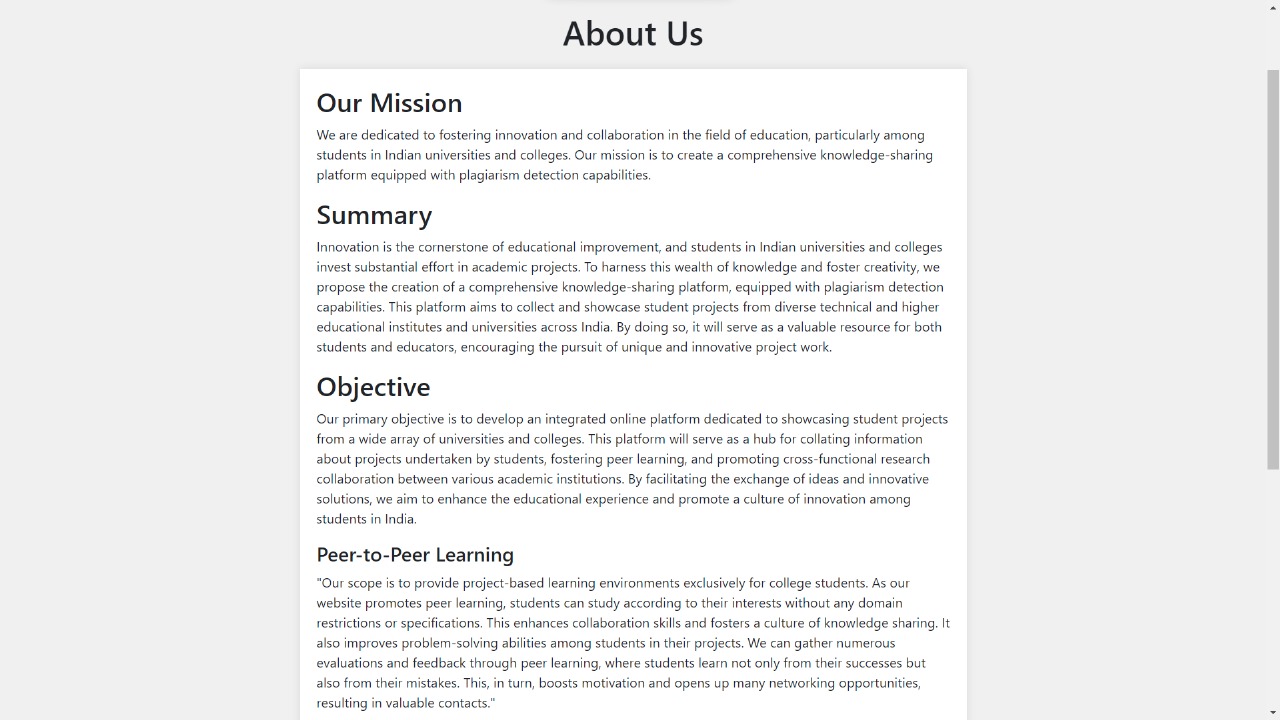 About Us
Our Mission
We are dedicated to fostering innovation and collaboration in the field of education, particularly among
students in Indian universities and colleges. Our mission is to create a comprehensive knowledge-sharing
platform equipped with plagiarism detection capabilities.
Summary
Innovation is the cornerstone of educational improvement, and students in Indian universities and colleges
invest substantial effort in academic projects. To harness this wealth of knowledge and foster creativity, we
propose the creation of a comprehensive knowledge-sharing platform, equipped with plagiarism detection
capabilities. This platform aims to collect and showcase student projects from diverse technical and higher
educational institutes and universities across India. By doing so, it will serve as a valuable resource for both
students and educators, encouraging the pursuit of unique and innovative project work.
Objective
Our primary objective is to develop an integrated online platform dedicated to showcasing student projects
from a wide array of universities and colleges. This platform will serve as a hub for collating information
about projects undertaken by students, fostering peer learning, and promoting cross-functional research
collaboration between various academic institutions. By facilitating the exchange of ideas and innovative
solutions, we aim to enhance the educational experience and promote a culture of innovation among
students in India.
Peer-to-Peer Learning
"Our scope is to provide project-based learning environments exclusively for college students. As our
website promotes peer learning, students can study according to their interests without any domain
restrictions or specifications. This enhances collaboration skills and fosters a culture of knowledge sharing. It
also improves problem-solving abilities among students in their projects. We can gather numerous
evaluations and feedback through peer learning, where students learn not only from their successes but
also from their mistakes. This, in turn, boosts motivation and opens up many networking opportunities,
resulting in valuable contacts."